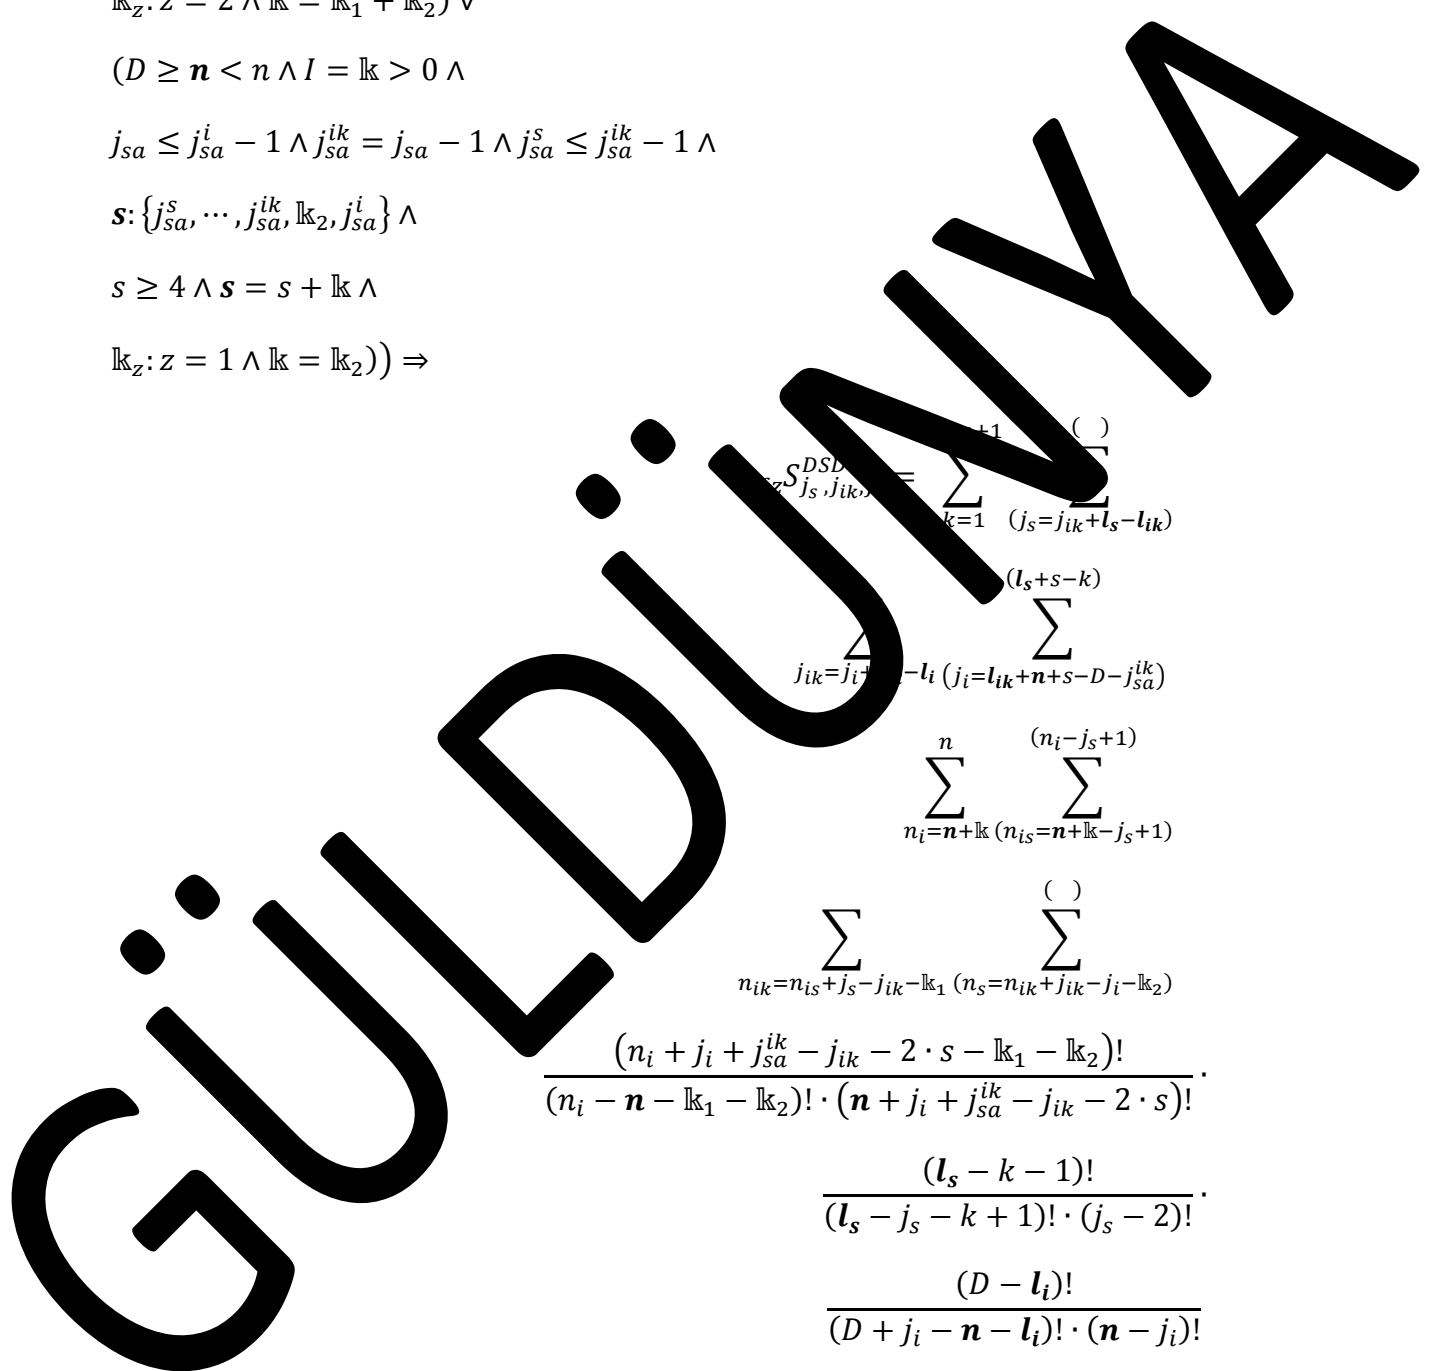 𝕜_z: z = 2 ∧ 𝕜 = 𝕜_1 + 𝕜_2) ∨
(D ≥ 𝒏 < n ∧ I = 𝕜 > 0 ∧
j_{sa} ≤ j_{sa}^{i} − 1 ∧ j_{sa}^{ik} = j_{sa} − 1 ∧ j_{sa}^{s} ≤ j_{sa}^{ik} − 1 ∧
𝒔: {j_{sa}^{s}, ⋯, j_{sa}^{ik}, 𝕜_2, j_{sa}^{i}} ∧
s ≥ 4 ∧ 𝒔 = s + 𝕜 ∧
𝕜_z: z = 1 ∧ 𝕜 = 𝕜_2)) ⇒
+1 ( )
_z S_{j_s, j_{ik},}^{DSD} = ∑ ∑
k=1 (j_s=j_{ik}+𝒍_𝒔−𝒍_{𝒊𝒌})
(𝒍_𝒔+s−k)
∑ ∑
j_{ik}=j_i+ −𝒍_𝒊 (j_i=𝒍_{𝒊𝒌}+𝒏+s−D−j_{sa}^{ik})
n (n_i−j_s+1)
∑ ∑
n_i=𝒏+𝕜 (n_{is}=𝒏+𝕜−j_s+1)
( )
∑ ∑
n_{ik}=n_{is}+j_s−j_{ik}−𝕜_1 (n_s=n_{ik}+j_{ik}−j_i−𝕜_2)
(n_i + j_i + j_{sa}^{ik} − j_{ik} − 2 · s − 𝕜_1 − 𝕜_2)!
(n_i − 𝒏 − 𝕜_1 − 𝕜_2)! · (𝒏 + j_i + j_{sa}^{ik} − j_{ik} − 2 · s)! ·
(𝒍_𝒔 − k − 1)!
(𝒍_𝒔 − j_s − k + 1)! · (j_s − 2)! ·
(D − 𝒍_𝒊)!
(D + j_i − 𝒏 − 𝒍_𝒊)! · (𝒏 − j_i)!
GÜLDÜNYA